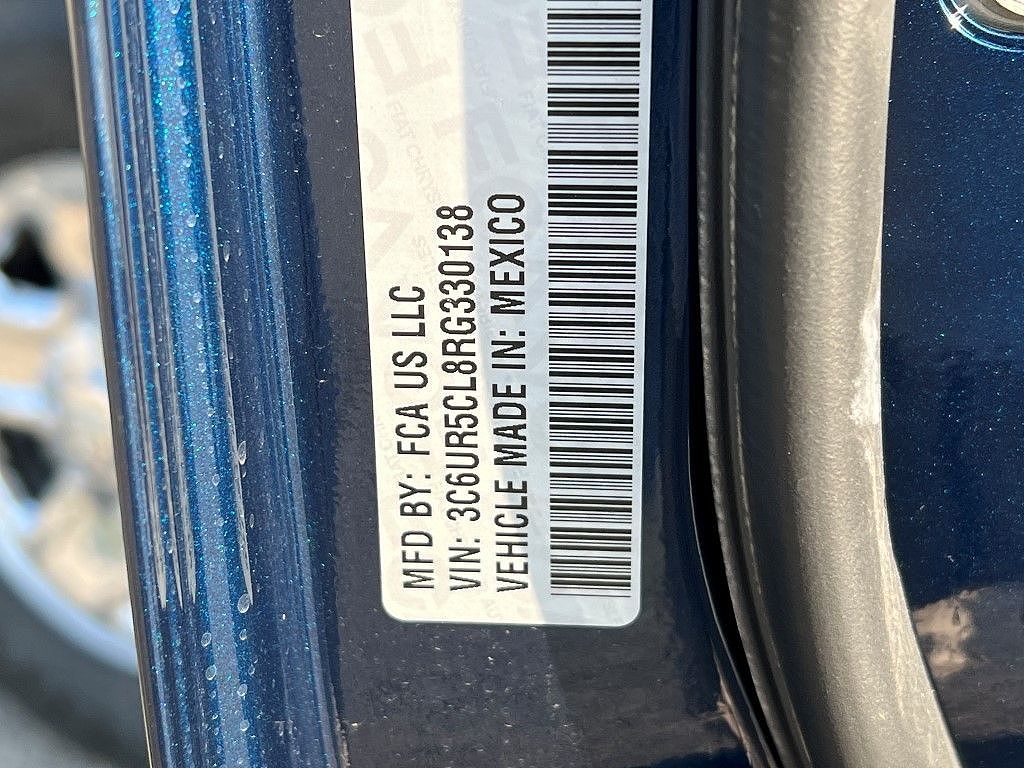 MFD BY: FCA US LLC
VIN: 3C6UR5CL8RG330138
VEHICLE MADE IN: MEXICO